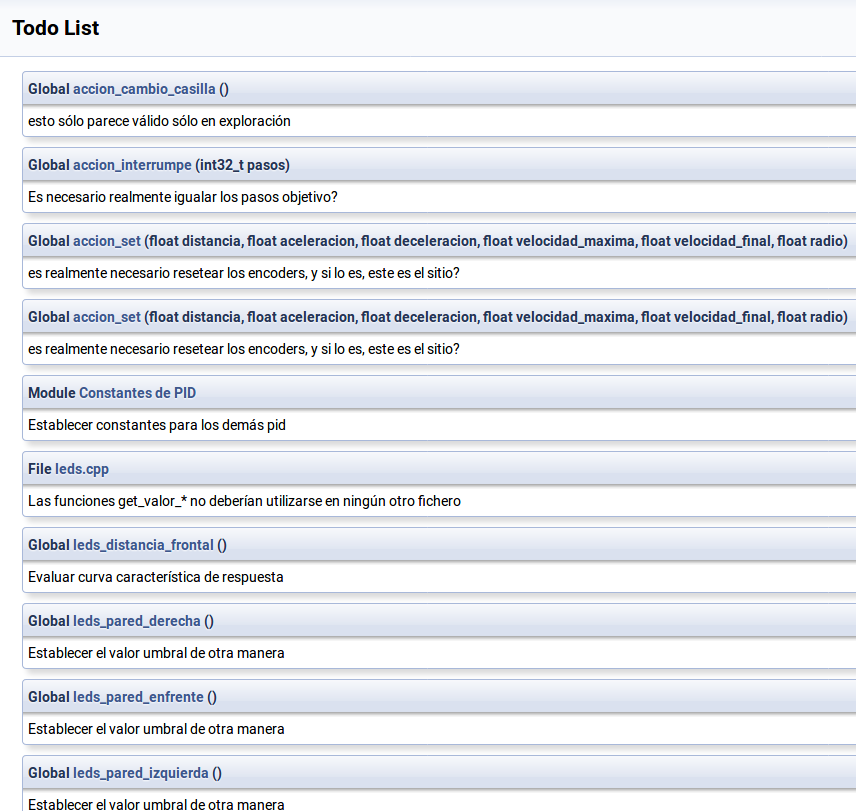 Todo List
Global accion_cambio_casilla ()
esto sólo parece válido sólo en exploración
Global accion_interrumpe (int32_t pasos)
Es necesario realmente igualar los pasos objetivo?
Global accion_set (float distancia, float aceleracion, float deceleracion, float velocidad_maxima, float velocidad_final, float radio)
es realmente necesario resetear los encoders, y si lo es, este es el sitio?
Global accion_set (float distancia, float aceleracion, float deceleracion, float velocidad_maxima, float velocidad_final, float radio)
es realmente necesario resetear los encoders, y si lo es, este es el sitio?
Module Constantes de PID
Establecer constantes para los demás pid
File leds.cpp
Las funciones get_valor_* no deberían utilizarse en ningún otro fichero
Global leds_distancia_frontal ()
Evaluar curva característica de respuesta
Global leds_pared_derecha ()
Establecer el valor umbral de otra manera
Global leds_pared_enfrente ()
Establecer el valor umbral de otra manera
Global leds_pared_izquierda ()
Establecer el valor umbral de otra manera